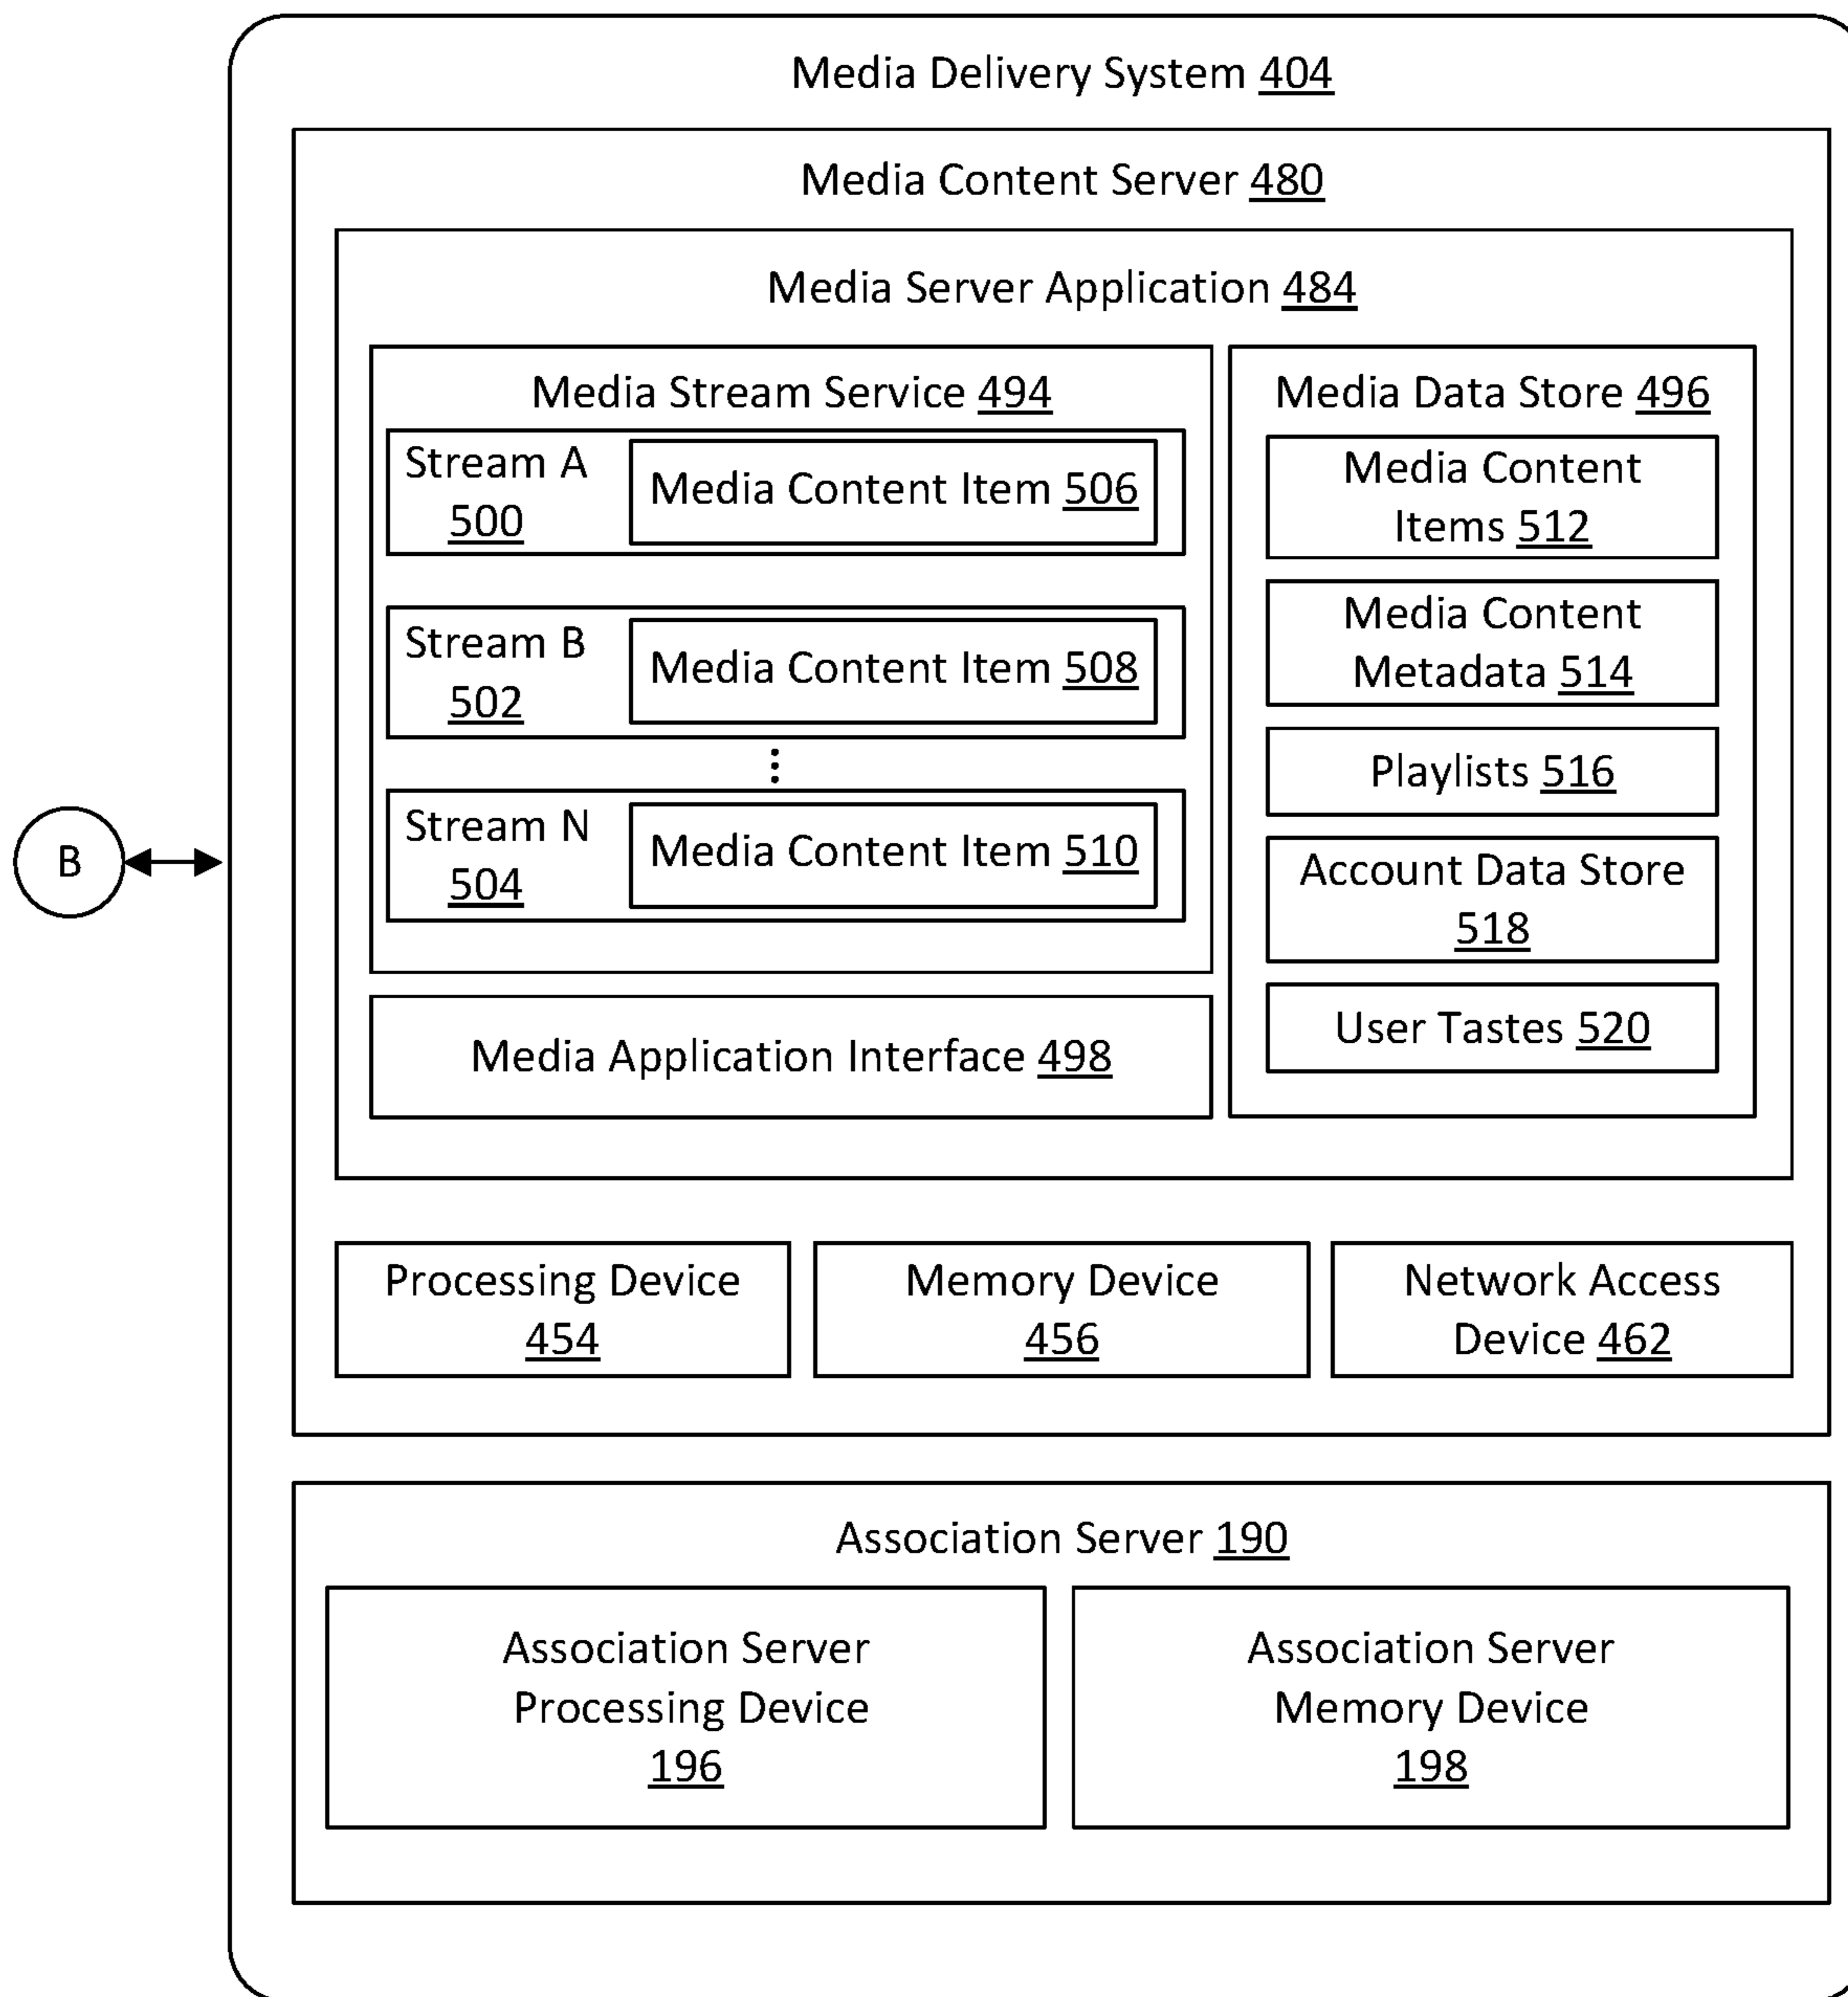 Media Delivery System 404
Media Content Server 480
Media Server Application 484
Media Stream Service 494
Stream A
500
Media Content Item 506
Stream B
502
Media Content Item 508
⋮
Stream N
504
Media Content Item 510
Media Application Interface 498
Media Data Store 496
Media Content
Items 512
Media Content
Metadata 514
Playlists 516
Account Data Store
518
User Tastes 520
B
Processing Device
454
Memory Device
456
Network Access
Device 462
Association Server 190
Association Server
Processing Device
196
Association Server
Memory Device
198